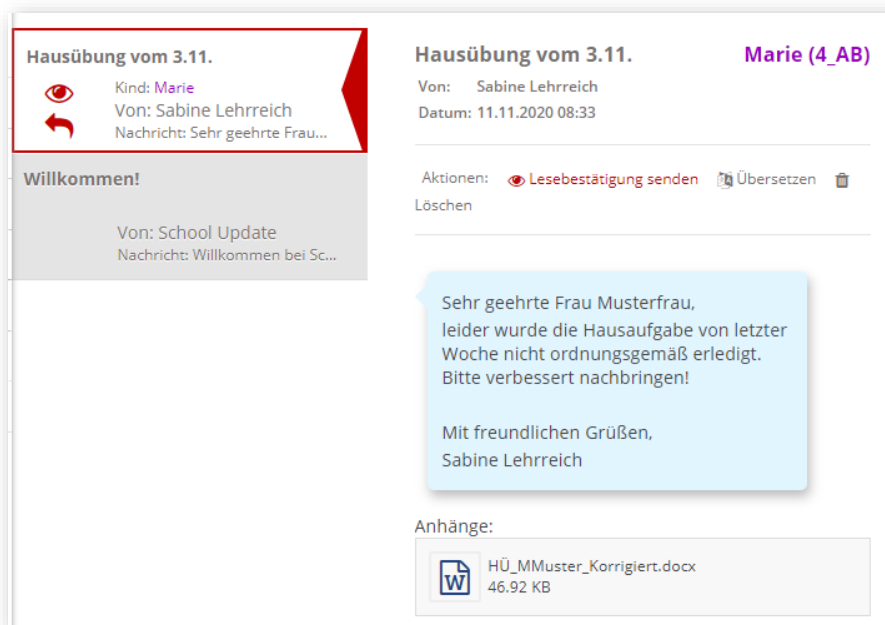 Hausübung vom 3.11.
Kind: Marie
Von: Sabine Lehrreich
Nachricht: Sehr geehrte Frau...
Willkommen!
Von: School Update
Nachricht: Willkommen bei Sc...
Hausübung vom 3.11.
Marie (4_AB)
Von: Sabine Lehrreich
Datum: 11.11.2020 08:33
Aktionen: Lesebestätigung senden Übersetzen
Löschen
Sehr geehrte Frau Musterfrau,
leider wurde die Hausaufgabe von letzter
Woche nicht ordnungsgemäß erledigt.
Bitte verbessert nachbringen!
Mit freundlichen Grüßen,
Sabine Lehrreich
Anhänge:
W
HÜ_MMuster_Korrigiert.docx
46.92 KB